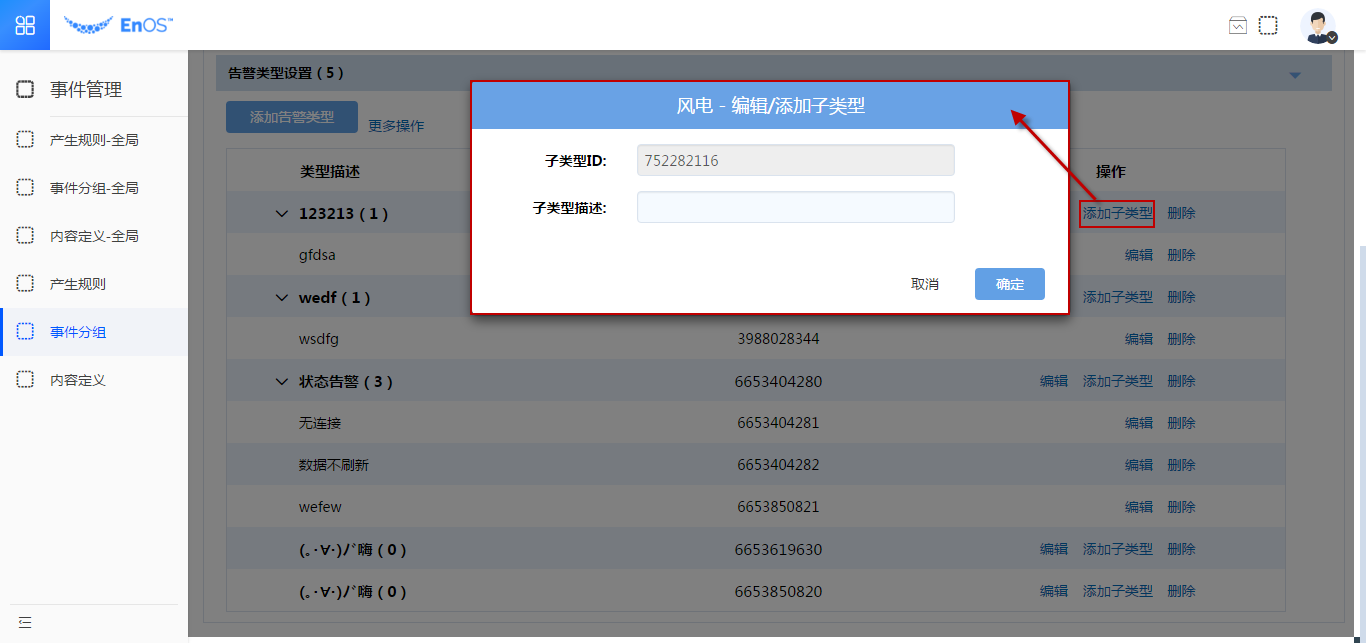 EnOS™
事件管理
产生规则-全局
事件分组-全局
内容定义-全局
产生规则
事件分组
内容定义
告警类型设置 ( 5 )
添加告警类型 更多操作
类型描述 操作
123213 ( 1 ) 添加子类型 删除
gfdsa 编辑 删除
wedf ( 1 ) 添加子类型 删除
wsdfg 3988028344 编辑 删除
状态告警 ( 3 ) 6653404280 编辑 添加子类型 删除
无连接 6653404281 编辑 删除
数据不刷新 6653404282 编辑 删除
wefew 6653850821 编辑 删除
(｡･∀･)ﾉﾞ嗨 ( 0 ) 6653619630 编辑 添加子类型 删除
(｡･∀･)ﾉﾞ嗨 ( 0 ) 6653850820 编辑 添加子类型 删除
风电 - 编辑/添加子类型
子类型ID: 752282116
子类型描述:
取消 确定